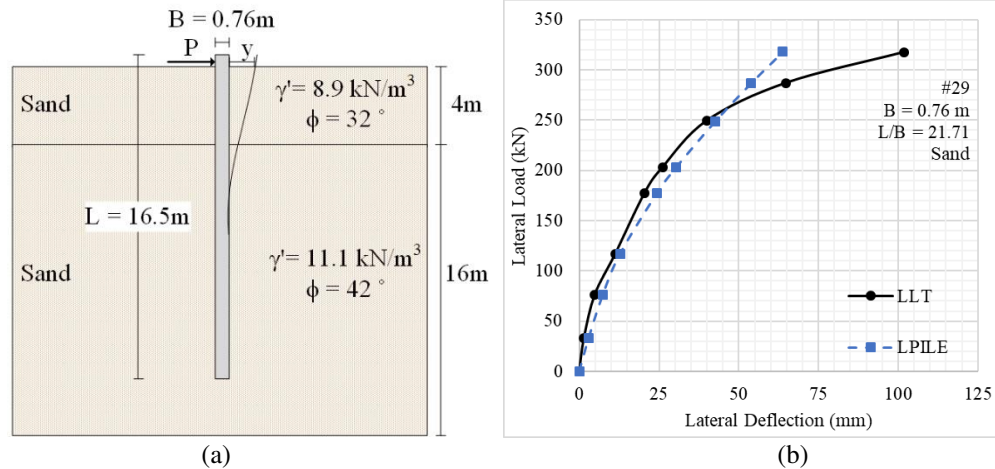 B = 0.76m
P
y
Sand
γ' = 8.9 kN/m³
ϕ = 32 °
4m
L = 16.5m
Sand
γ'= 11.1 kN/m³
ϕ = 42 °
16m
(a)
350
300
250
200
150
100
50
0
Lateral Load (kN)
#29
B = 0.76 m
L/B = 21.71
Sand
LLT
LPILE
0 25 50 75 100 125
Lateral Deflection (mm)
(b)